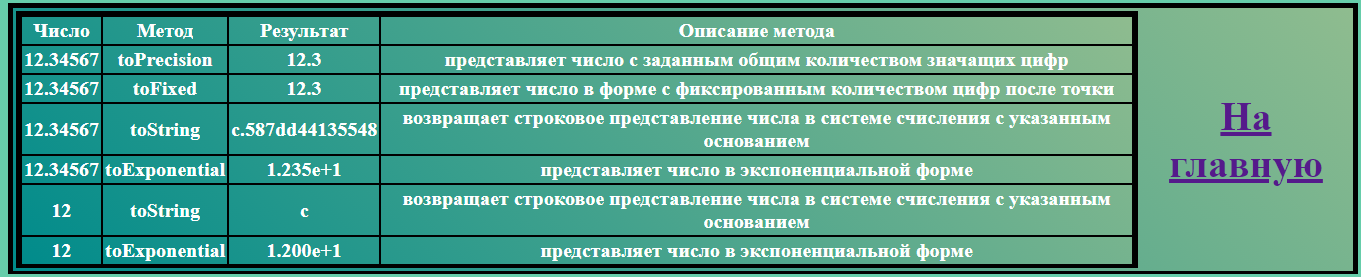 Число Метод Результат Описание метода
12.34567 toPrecision 12.3 представляет число с заданным общим количеством значащих цифр
12.34567 toFixed 12.3 представляет число в форме с фиксированным количеством цифр после точки
12.34567 toString c.587dd44135548 возвращает строковое представление числа в системе счисления с указанным
основанием
12.34567 toExponential 1.235e+1 представляет число в экспоненциальной форме
12 toString c возвращает строковое представление числа в системе счисления с указанным
основанием
12 toExponential 1.200e+1 представляет число в экспоненциальной форме
На
главную